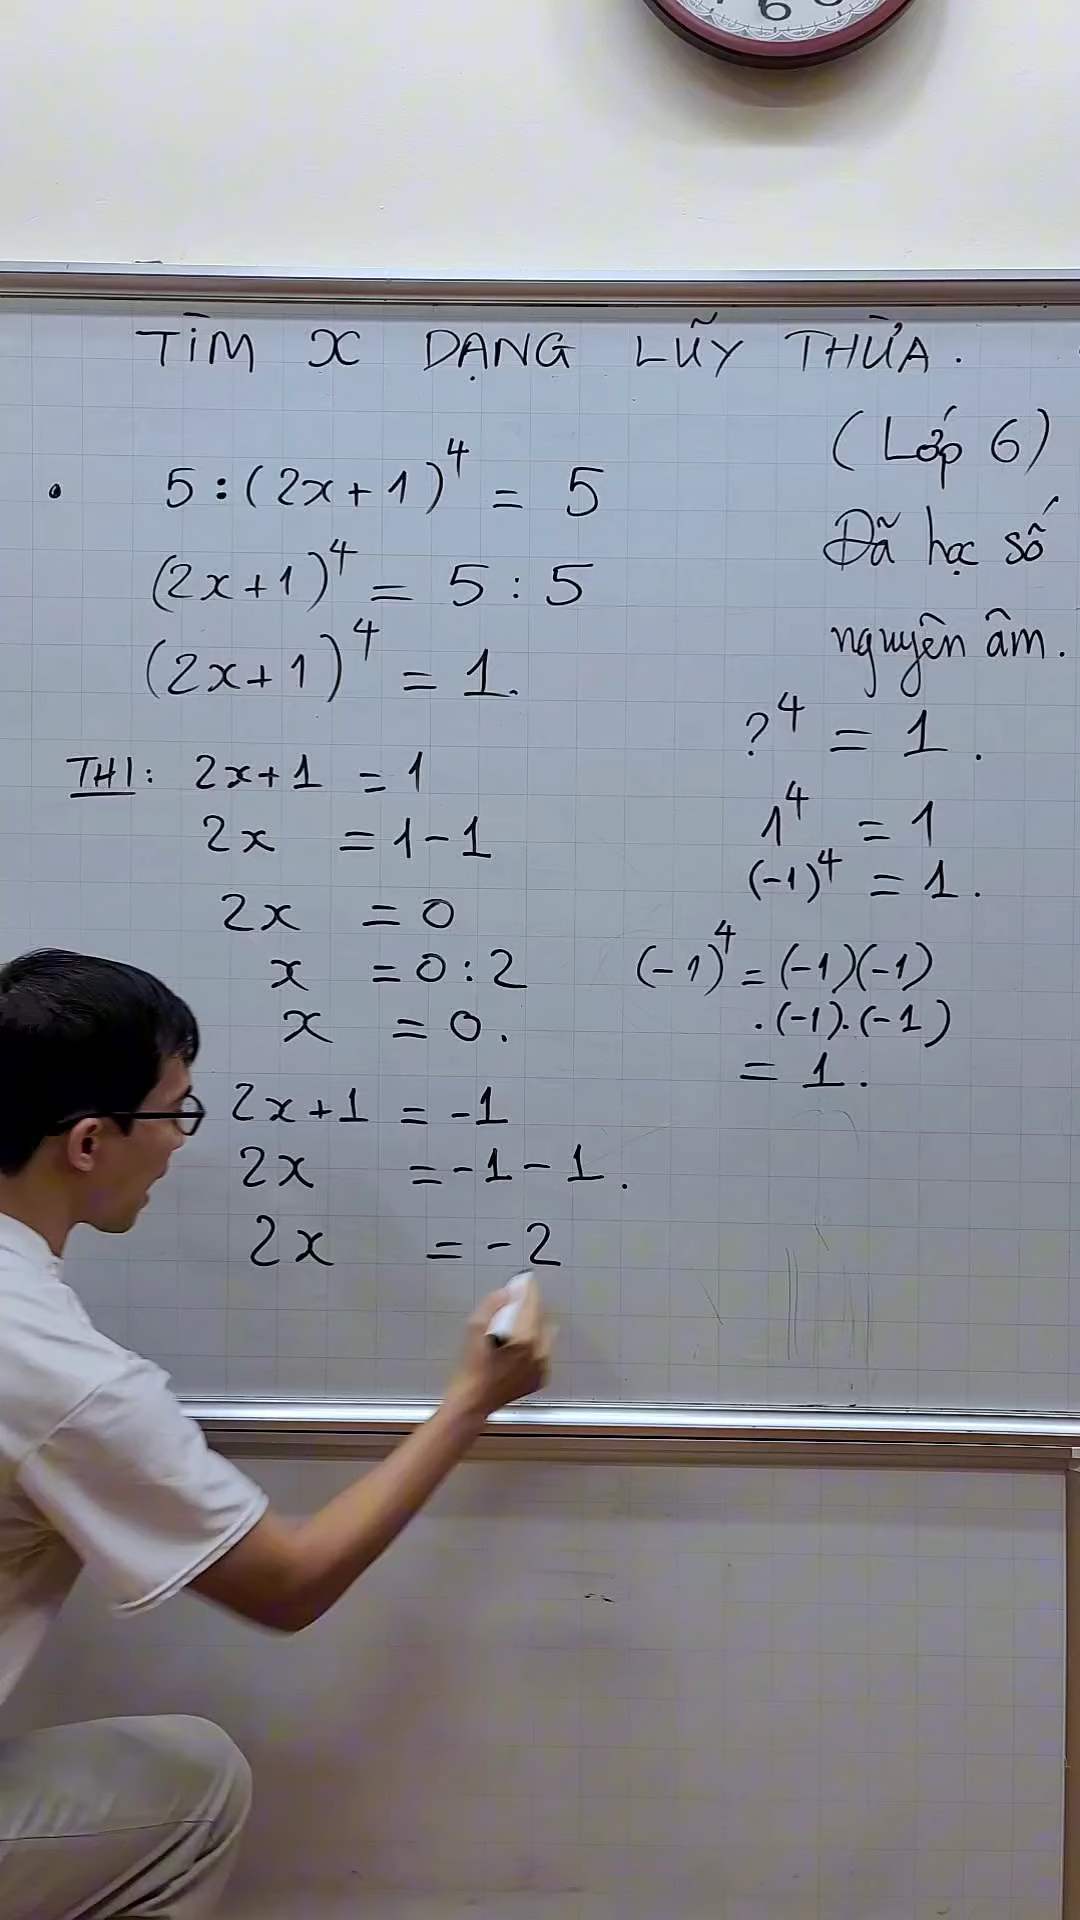 6
TÌM x DẠNG LŨY THỪA.
(Lớp 6)
Đã học số
nguyên âm.
• 5 : (2x+1)⁴ = 5
(2x+1)⁴ = 5 : 5
(2x+1)⁴ = 1.
TH1: 2x+1 = 1
2x = 1-1
2x = 0
x = 0:2
x = 0.
2x+1 = -1
2x = -1-1.
2x = -2
?⁴ = 1.
1⁴ = 1
(-1)⁴ = 1.
(-1)⁴ = (-1)(-1)
.(-1).(-1)
= 1.